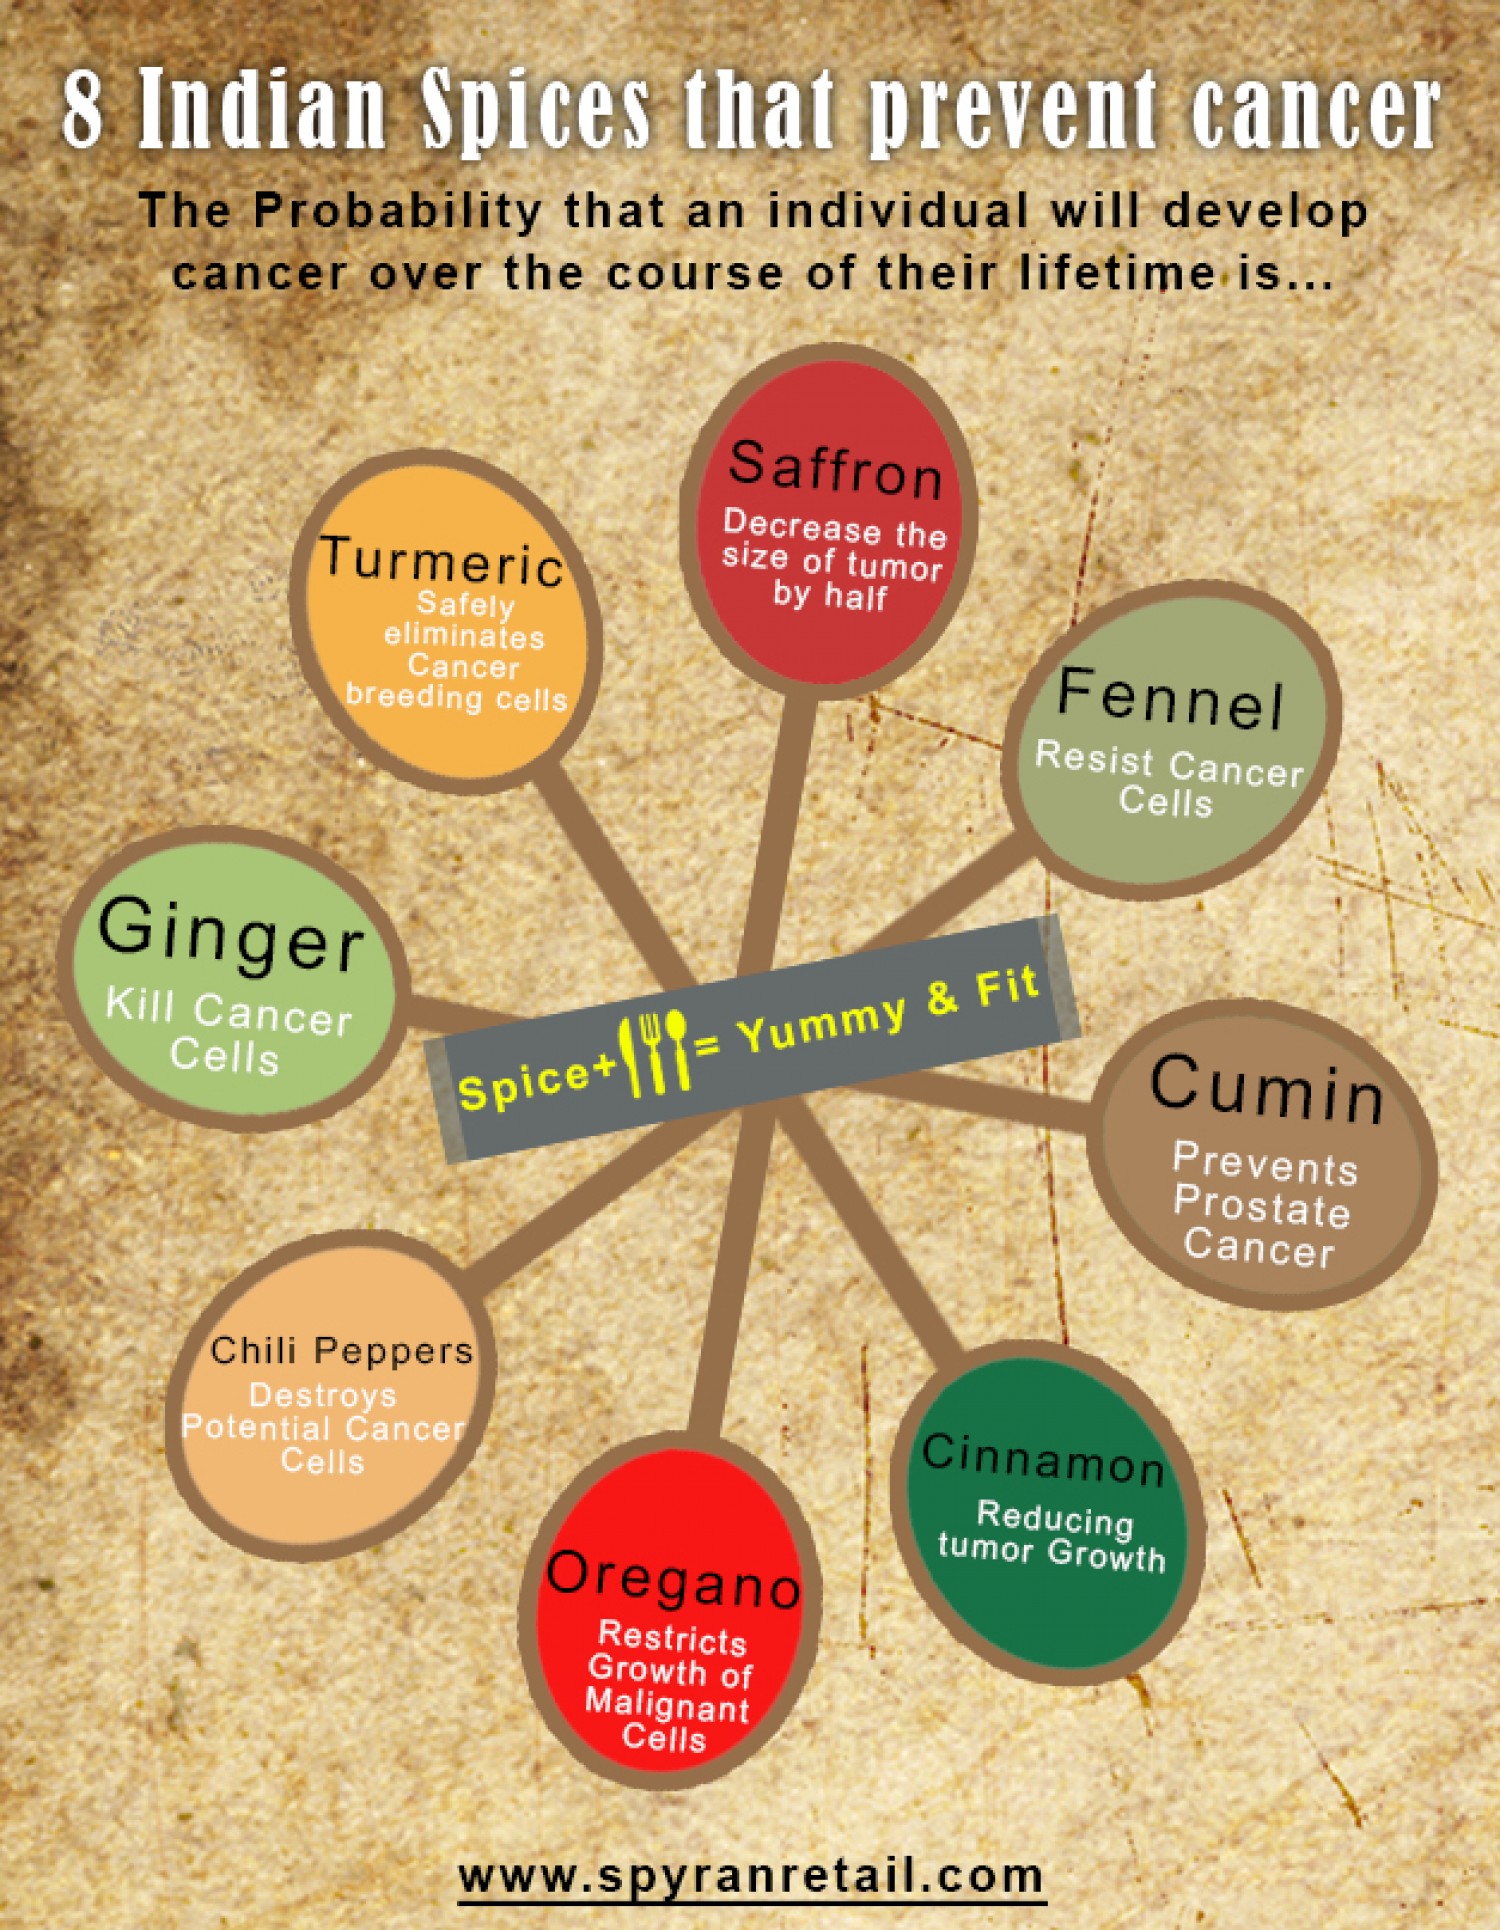 8 Indian Spices that prevent cancer
The Probability that an individual will develop
cancer over the course of their lifetime is...
Saffron
Decrease the
size of tumor
by half
Turmeric
Safely
eliminates
Cancer
breeding cells
Fennel
Resist Cancer
Cells
Ginger
Kill Cancer
Cells
Spice+ = Yummy & Fit
Cumin
Prevents
Prostate
Cancer
Chili Peppers
Destroys
Potential Cancer
Cells
Cinnamon
Reducing
tumor Growth
Oregano
Restricts
Growth of
Malignant
Cells
www.spyranretail.com